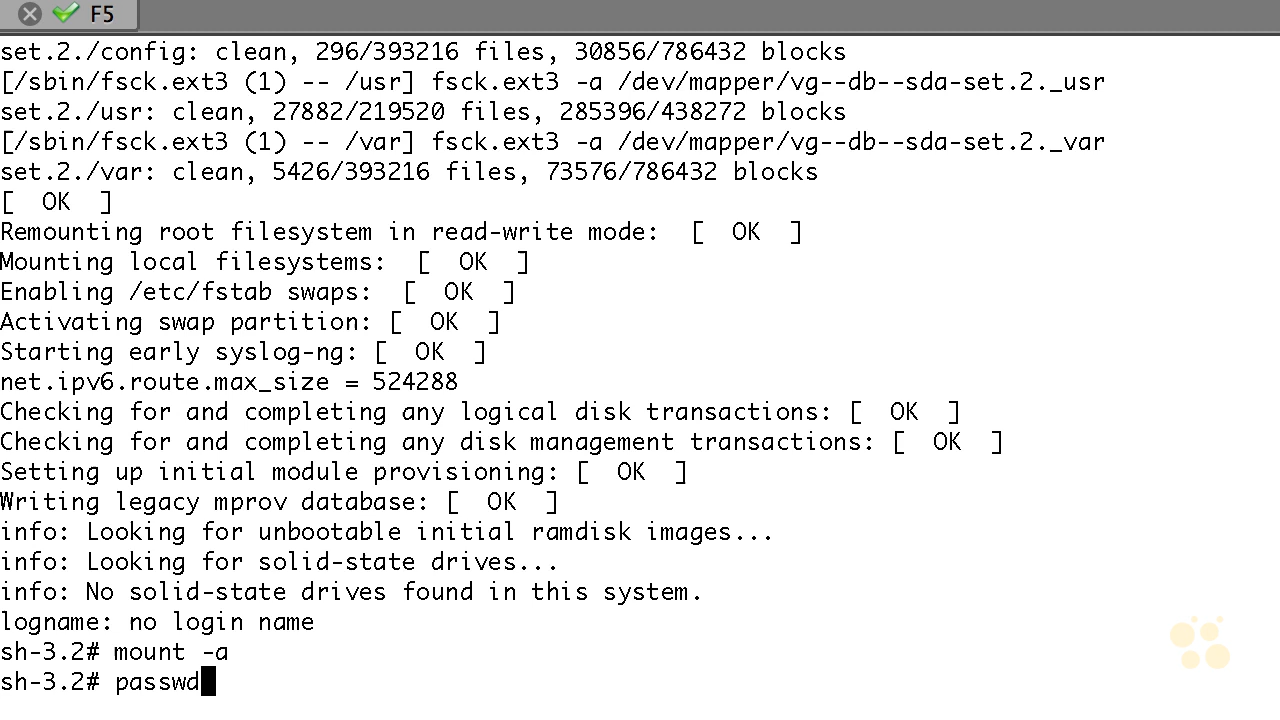 F5
set.2./config: clean, 296/393216 files, 30856/786432 blocks
[/sbin/fsck.ext3 (1) -- /usr] fsck.ext3 -a /dev/mapper/vg--db--sda-set.2._usr
set.2./usr: clean, 27882/219520 files, 285396/438272 blocks
[/sbin/fsck.ext3 (1) -- /var] fsck.ext3 -a /dev/mapper/vg--db--sda-set.2._var
set.2./var: clean, 5426/393216 files, 73576/786432 blocks
[  OK  ]
Remounting root filesystem in read-write mode:  [  OK  ]
Mounting local filesystems:  [  OK  ]
Enabling /etc/fstab swaps:  [  OK  ]
Activating swap partition: [  OK  ]
Starting early syslog-ng: [  OK  ]
net.ipv6.route.max_size = 524288
Checking for and completing any logical disk transactions: [  OK  ]
Checking for and completing any disk management transactions: [  OK  ]
Setting up initial module provisioning: [  OK  ]
Writing legacy mprov database: [  OK  ]
info: Looking for unbootable initial ramdisk images...
info: Looking for solid-state drives...
info: No solid-state drives found in this system.
logname: no login name
sh-3.2# mount -a
sh-3.2# passwd